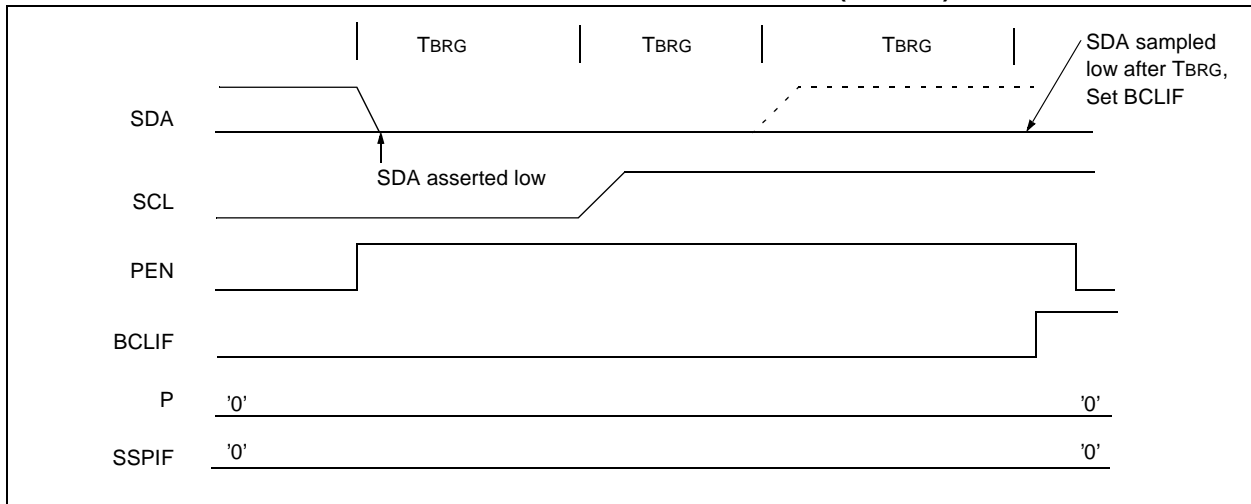 TBRG TBRG TBRG
SDA sampled
low after TBRG,
Set BCLIF
SDA
SDA asserted low
SCL
PEN
BCLIF
P '0' '0'
SSPIF '0' '0'